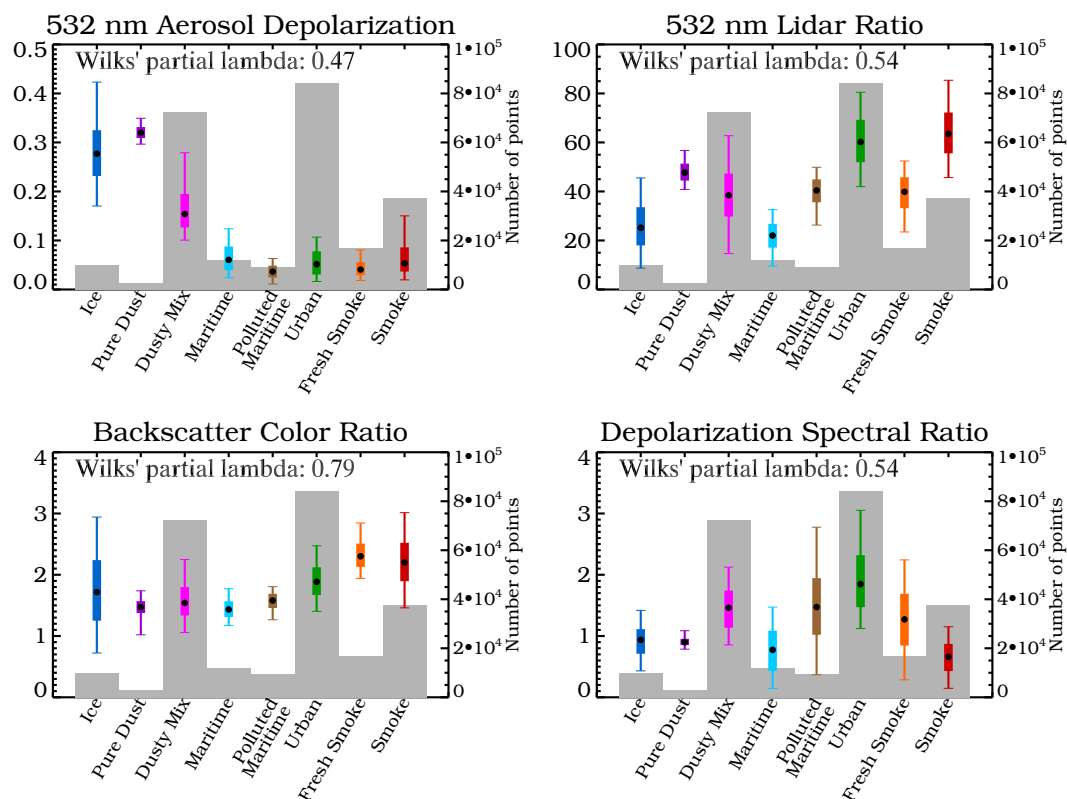 532 nm Aerosol Depolarization
Wilks' partial lambda: 0.47
0.5
0.4
0.3
0.2
0.1
0.0
1•10⁵
8•10⁴
6•10⁴
4•10⁴
2•10⁴
0
Number of points
Ice
Pure Dust
Dusty Mix
Maritime
Polluted
Maritime
Urban
Fresh Smoke
Smoke
532 nm Lidar Ratio
Wilks' partial lambda: 0.54
100
80
60
40
20
0
1•10⁵
8•10⁴
6•10⁴
4•10⁴
2•10⁴
0
Number of points
Ice
Pure Dust
Dusty Mix
Maritime
Polluted
Maritime
Urban
Fresh Smoke
Smoke
Backscatter Color Ratio
Wilks' partial lambda: 0.79
4
3
2
1
0
1•10⁵
8•10⁴
6•10⁴
4•10⁴
2•10⁴
0
Number of points
Ice
Pure Dust
Dusty Mix
Maritime
Polluted
Maritime
Urban
Fresh Smoke
Smoke
Depolarization Spectral Ratio
Wilks' partial lambda: 0.54
4
3
2
1
0
1•10⁵
8•10⁴
6•10⁴
4•10⁴
2•10⁴
0
Number of points
Ice
Pure Dust
Dusty Mix
Maritime
Polluted
Maritime
Urban
Fresh Smoke
Smoke